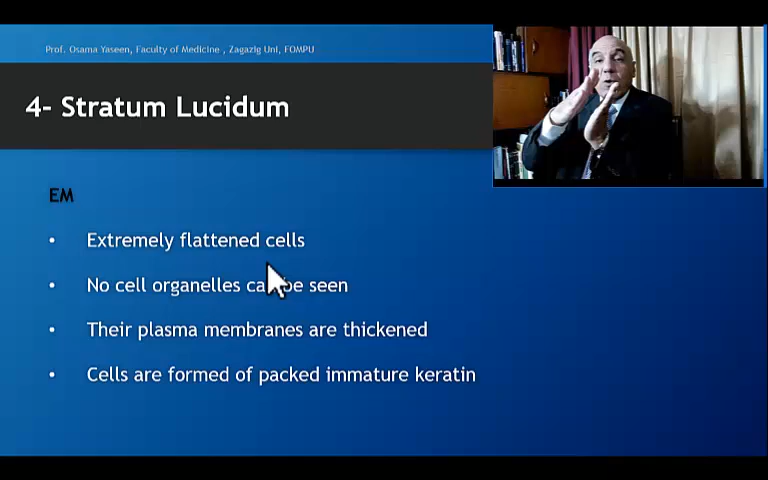 Prof. Osama Yaseen, Faculty of Medicine , Zagazig Uni, FOMPU
4- Stratum Lucidum
EM
• Extremely flattened cells
• No cell organelles can be seen
• Their plasma membranes are thickened
• Cells are formed of packed immature keratin